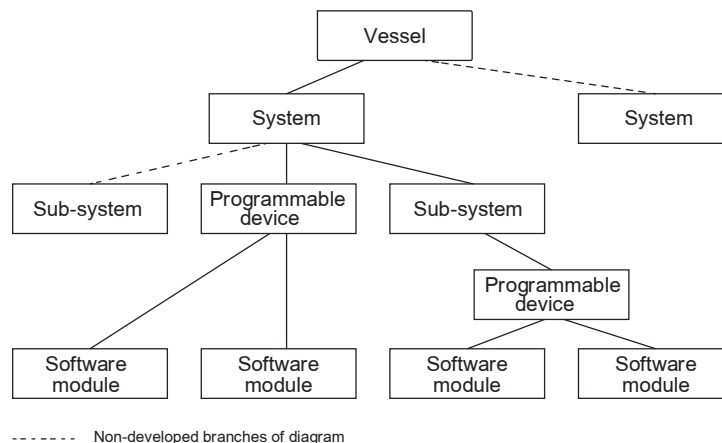 Vessel
System
System
Sub-system
Programmable
device
Sub-system
Programmable
device
Software
module
Software
module
Software
module
Software
module
Non-developed branches of diagram